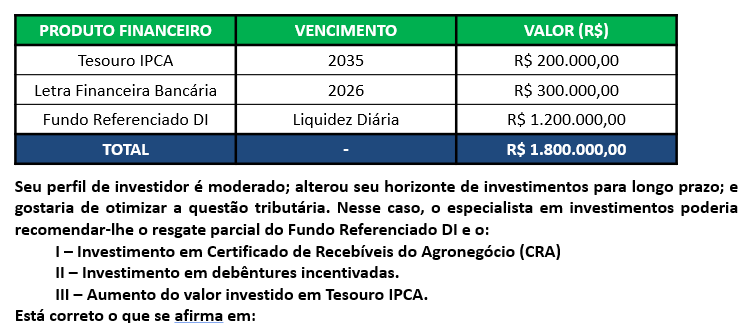 PRODUTO FINANCEIRO VENCIMENTO VALOR (R$)
Tesouro IPCA 2035 R$ 200.000,00
Letra Financeira Bancária 2026 R$ 300.000,00
Fundo Referenciado DI Liquidez Diária R$ 1.200.000,00
TOTAL - R$ 1.800.000,00
Seu perfil de investidor é moderado; alterou seu horizonte de investimentos para longo prazo; e
gostaria de otimizar a questão tributária. Nesse caso, o especialista em investimentos poderia
recomendar-lhe o resgate parcial do Fundo Referenciado DI e o:
I – Investimento em Certificado de Recebíveis do Agronegócio (CRA)
II – Investimento em debêntures incentivadas.
III – Aumento do valor investido em Tesouro IPCA.
Está correto o que se afirma em: